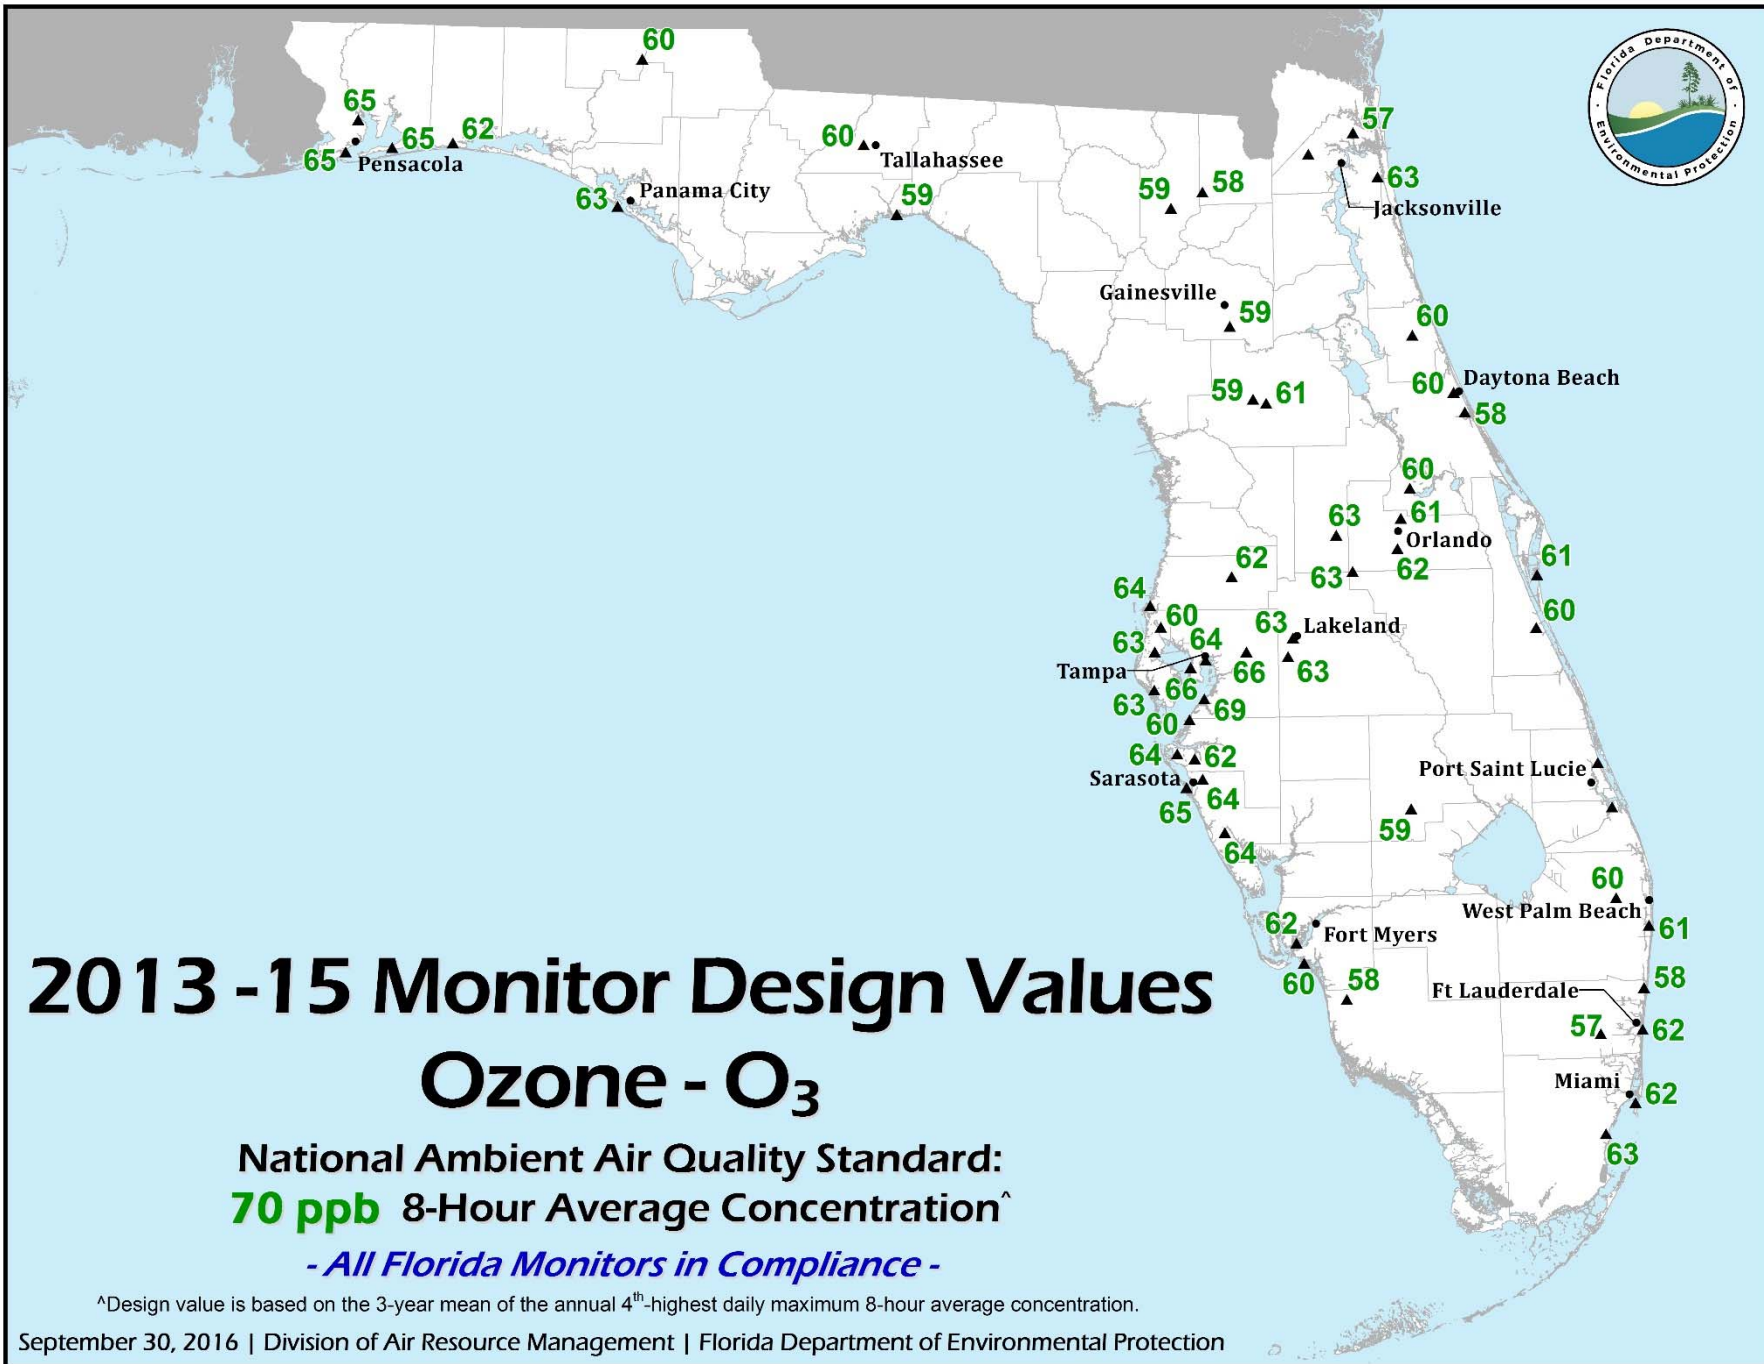 60
65
65
62
65
Pensacola
60
Tallahassee
57
63
Jacksonville
Florida Department of
Environmental Protection
63
Panama City
59
59
58
Gainesville
59
60
59
61
60
Daytona Beach
58
60
61
Orlando
62
63
63
61
60
62
64
60
63
64
63
Lakeland
63
Tampa
66
66
63
69
60
64
62
Sarasota
65
64
64
Port Saint Lucie
59
60
West Palm Beach
61
62
Fort Myers
60
58
58
Ft Lauderdale
57
62
Miami
62
63
2013 -15 Monitor Design Values
Ozone - O₃
National Ambient Air Quality Standard:
70 ppb 8-Hour Average Concentration^
- All Florida Monitors in Compliance -
^Design value is based on the 3-year mean of the annual 4th-highest daily maximum 8-hour average concentration.
September 30, 2016 | Division of Air Resource Management | Florida Department of Environmental Protection